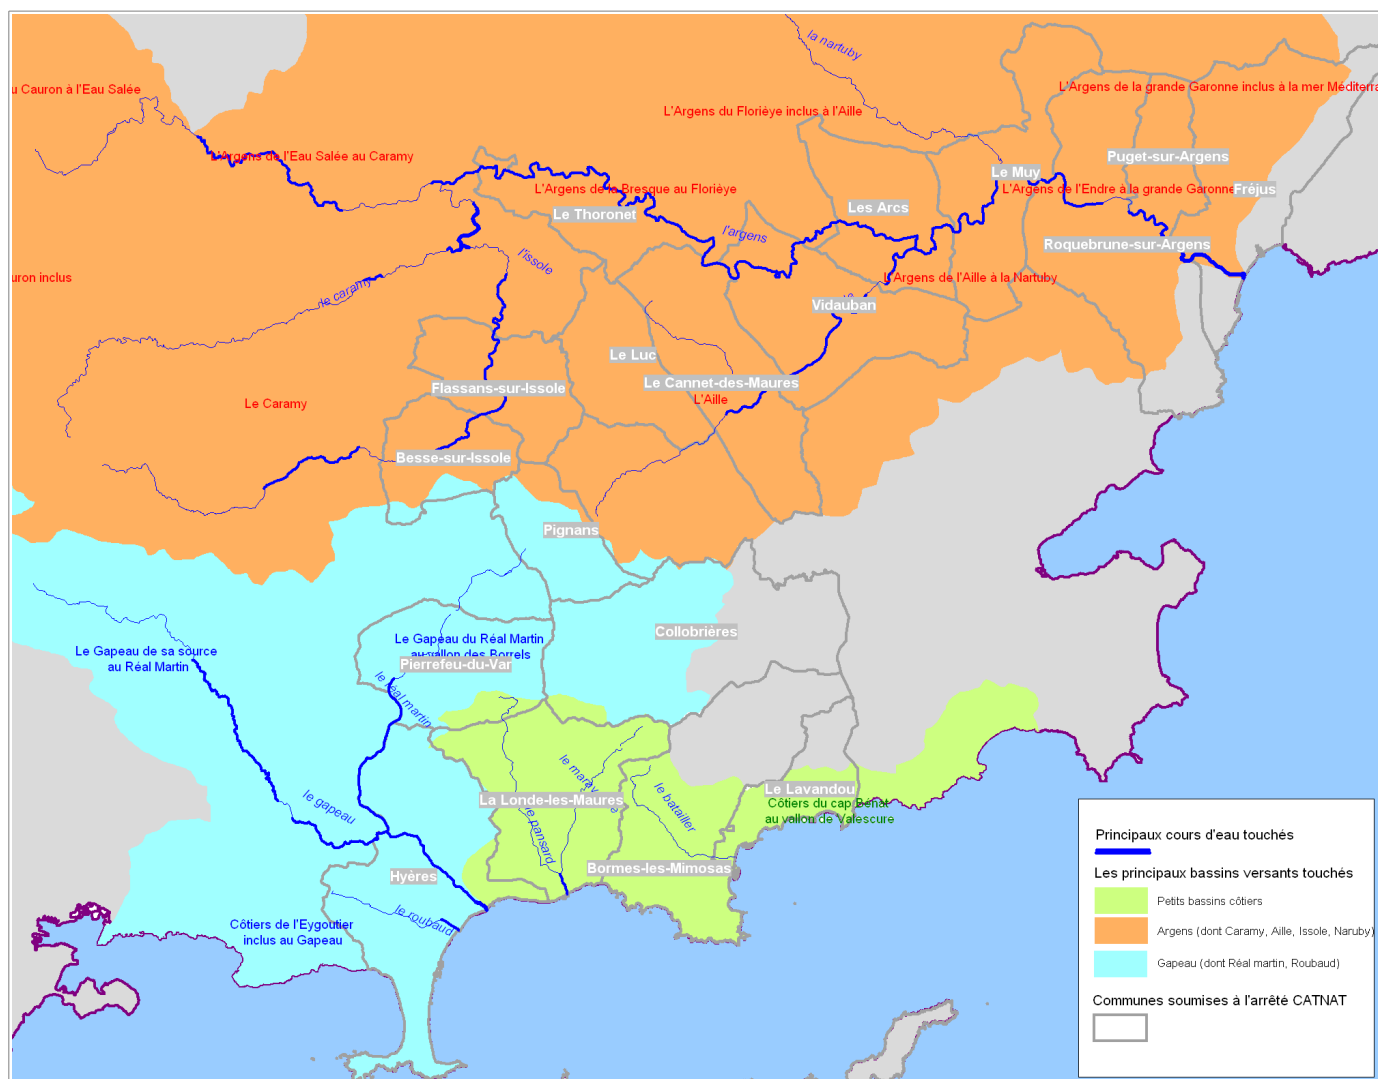 la nartuby
u Cauron à l'Eau Salée
L'Argens de la grande Garonne inclus à la mer Méditerra
L'Argens du Florièye inclus à l'Aille
L'Argens de l'Eau Salée au Caramy
Puget-sur-Argens
Le Muy
L'Argens de la Bresque au Florièye
L'Argens de l'Endre à la grande Garonne
Fréjus
Le Thoronet
Les Arcs
l'argens
Roquebrune-sur-Argens
l'issole
uron inclus
L'Argens de l'Aille à la Nartuby
le caramy
Vidauban
Le Luc
Le Cannet-des-Maures
Flassans-sur-Issole
L'Aille
Le Caramy
Besse-sur-Issole
Pignans
Collobrières
Le Gapeau du Réal Martin
au vallon des Borrels
Le Gapeau de sa source
au Réal Martin
Pierrefeu-du-Var
le réal martin
le marav
le batailler
Le Lavandou
La Londe-les-Maures
Côtiers du cap Bénat
au vallon de Valescure
le gapeau
le pansard
Bormes-les-Mimosas
Hyères
le roubaud
Côtiers de l'Eygoutier
inclus au Gapeau
Principaux cours d'eau touchés
Les principaux bassins versants touchés
Petits bassins côtiers
Argens (dont Caramy, Aille, Issole, Naruby)
Gapeau (dont Réal martin, Roubaud)
Communes soumises à l'arrêté CATNAT